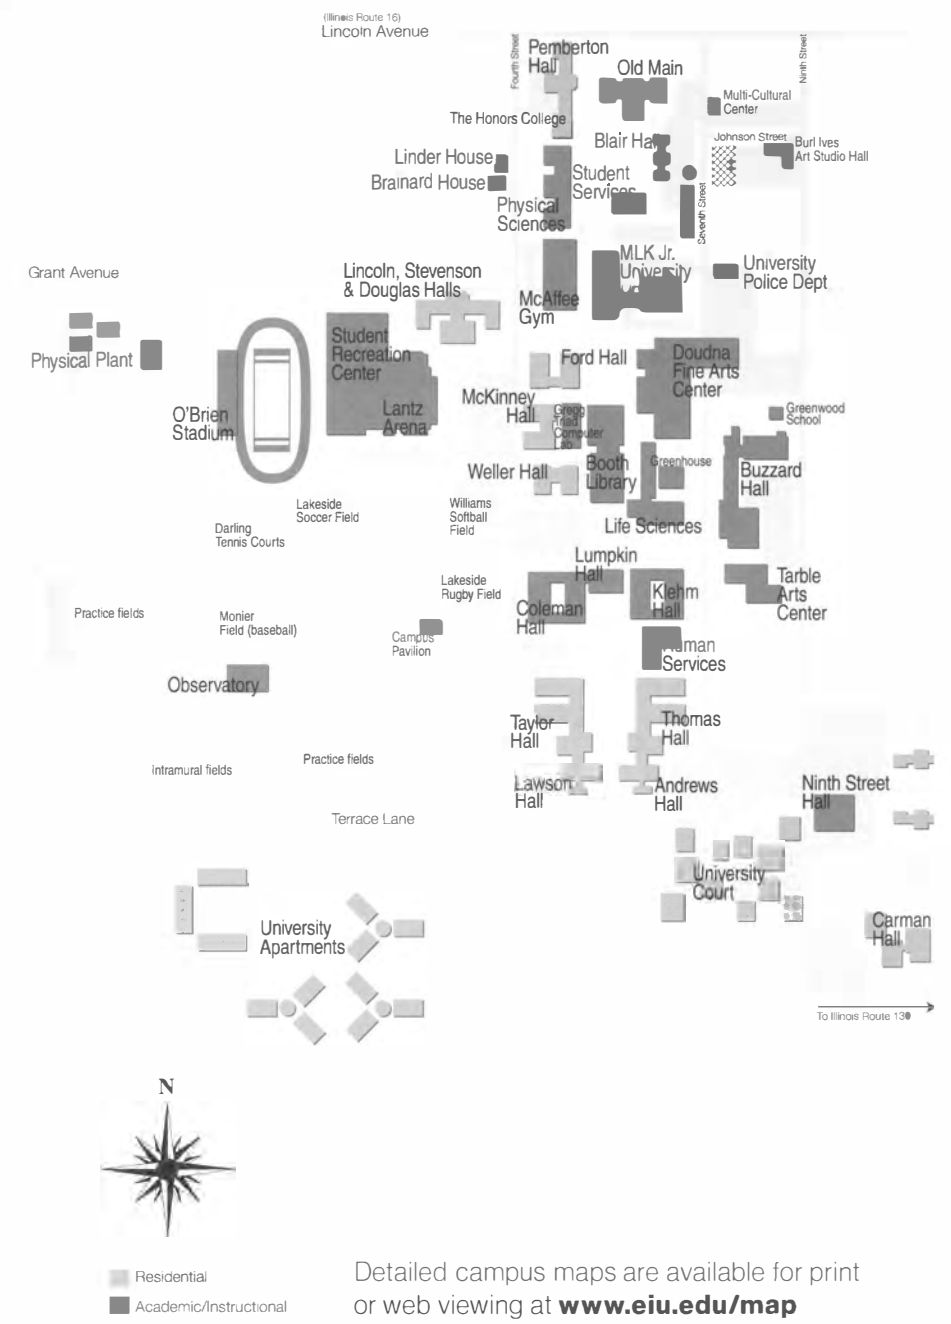 (Illinois Route 16)
Lincoln Avenue
Fourth Street
Ninth Street
Pemberton
Hall
Old Main
Multi-Cultural
Center
The Honors College
Johnson Street
Blair Hall
Burl Ives
Art Studio Hall
Linder House
Brainard House
Student
Services
Physical
Sciences
Seventh Street
MLK Jr.
University
University
Police Dept
Grant Avenue
Lincoln, Stevenson
& Douglas Halls
McAffee
Gym
Student
Recreation
Center
Physical Plant
Ford Hall
Doudna
Fine Arts
Center
O'Brien
Stadium
Lantz
Arena
McKinney
Hall
Gregg
Triad
Computer
Lab
Greenwood
School
Weller Hall
Booth
Library
Greenhouse
Buzzard
Hall
Lakeside
Soccer Field
Williams
Softball
Field
Darling
Tennis Courts
Life Sciences
Lumpkin
Hall
Lakeside
Rugby Field
Coleman
Hall
Klehm
Hall
Tarble
Arts
Center
Practice fields
Monier
Field (baseball)
Campus
Pavilion
Human
Services
Observatory
Taylor
Hall
Thomas
Hall
Practice fields
Intramural fields
Lawson
Hall
Andrews
Hall
Ninth Street
Hall
Terrace Lane
University
Court
University
Apartments
Carman
Hall
To Illinois Route 130
N
Residential
Academic/Instructional
Detailed campus maps are available for print
or web viewing at www.eiu.edu/map